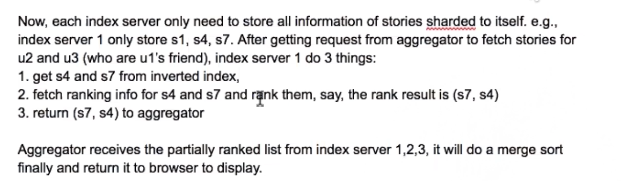 Now, each index server only need to store all information of stories sharded to itself. e.g.,
index server 1 only store s1, s4, s7. After getting request from aggregator to fetch stories for
u2 and u3 (who are u1's friend), index server 1 do 3 things:
1. get s4 and s7 from inverted index,
2. fetch ranking info for s4 and s7 and rank them, say, the rank result is (s7, s4)
3. return (s7, s4) to aggregator
Aggregator receives the partially ranked list from index server 1,2,3, it will do a merge sort
finally and return it to browser to display.